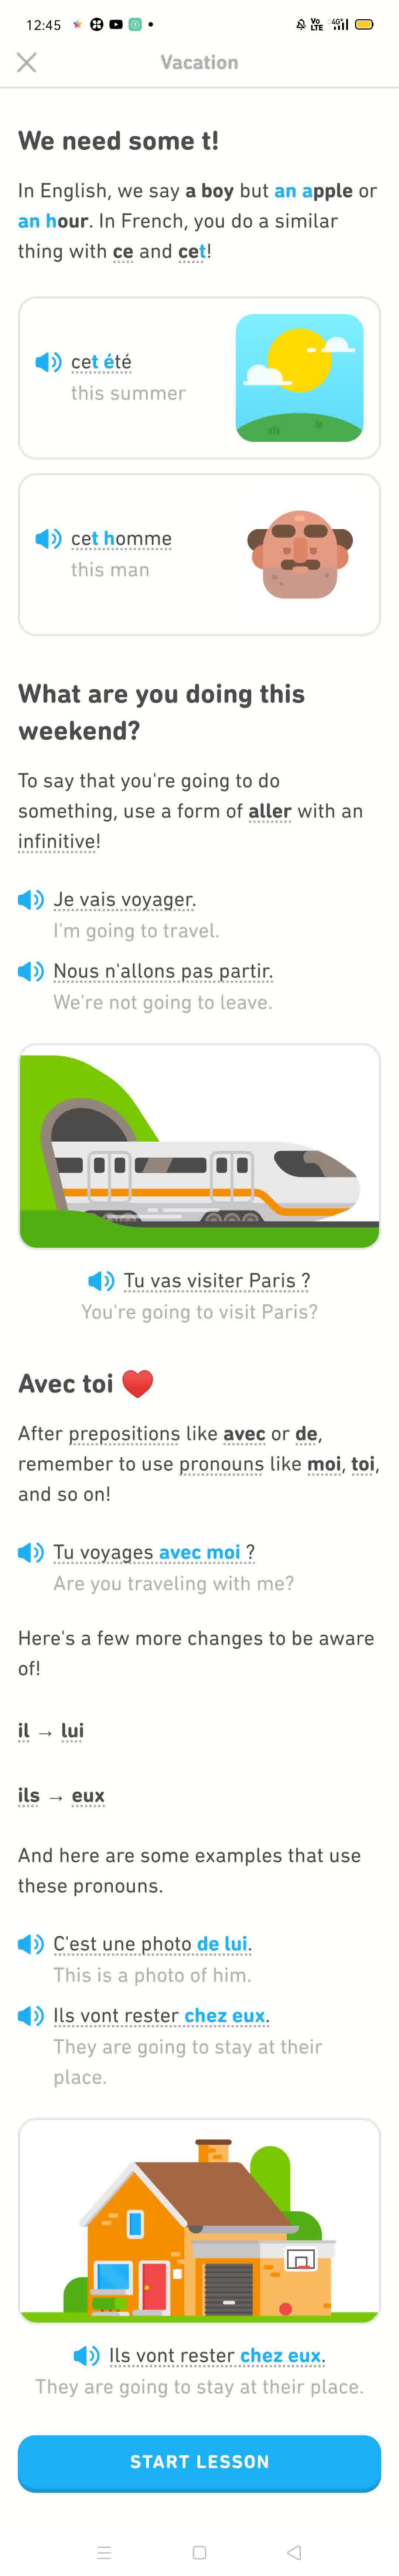 12:45 Vo LTE 4G+
Vacation
We need some t!
In English, we say a boy but an apple or
an hour. In French, you do a similar
thing with ce and cet!
cet été
this summer
cet homme
this man
What are you doing this
weekend?
To say that you're going to do
something, use a form of aller with an
infinitive!
Je vais voyager.
I'm going to travel.
Nous n'allons pas partir.
We're not going to leave.
Tu vas visiter Paris ?
You're going to visit Paris?
Avec toi ❤️
After prepositions like avec or de,
remember to use pronouns like moi, toi,
and so on!
Tu voyages avec moi ?
Are you traveling with me?
Here's a few more changes to be aware
of!
il → lui
ils → eux
And here are some examples that use
these pronouns.
C'est une photo de lui.
This is a photo of him.
Ils vont rester chez eux.
They are going to stay at their
place.
Ils vont rester chez eux.
They are going to stay at their place.
START LESSON